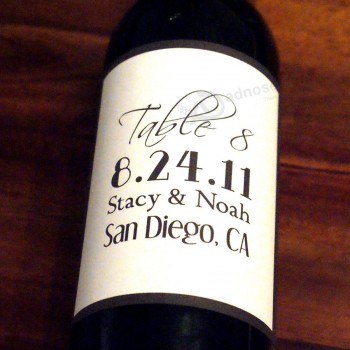 Table 8
8.24.11
Stacy & Noah
San Diego, CA